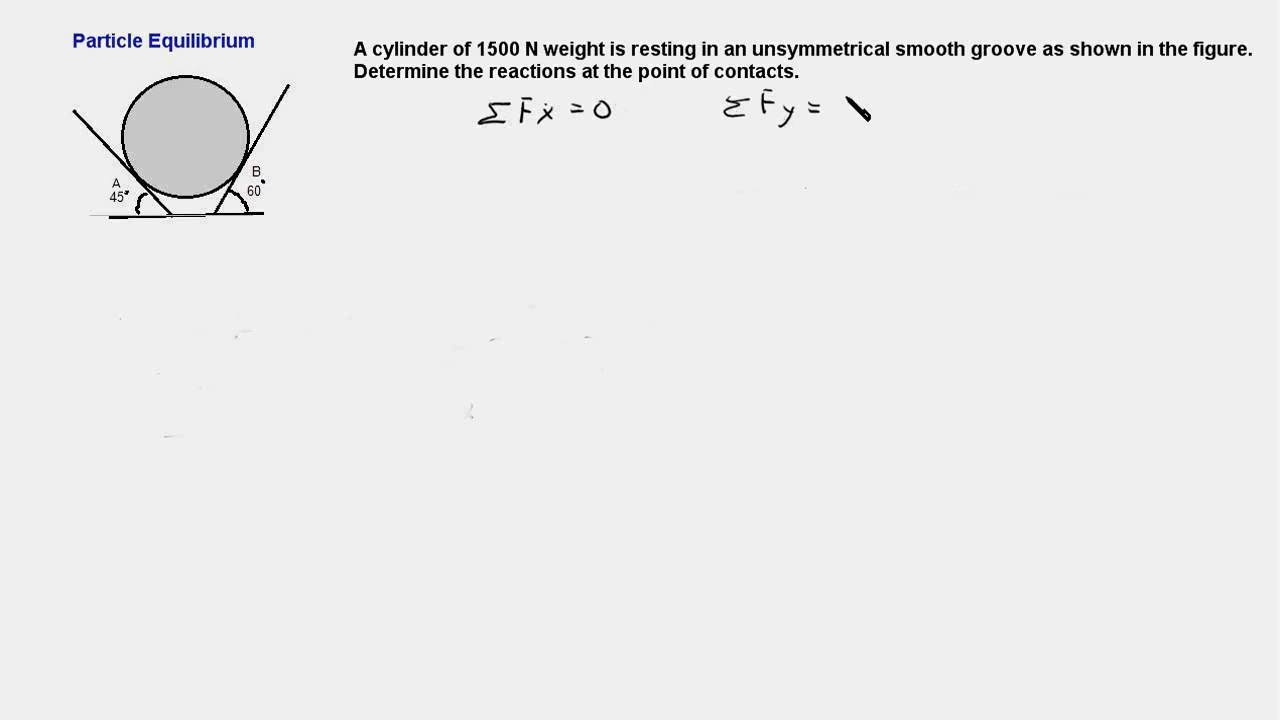 Particle Equilibrium
A cylinder of 1500 N weight is resting in an unsymmetrical smooth groove as shown in the figure.
Determine the reactions at the point of contacts.
ΣFx = 0 ΣFy =
A
45°
B
60°